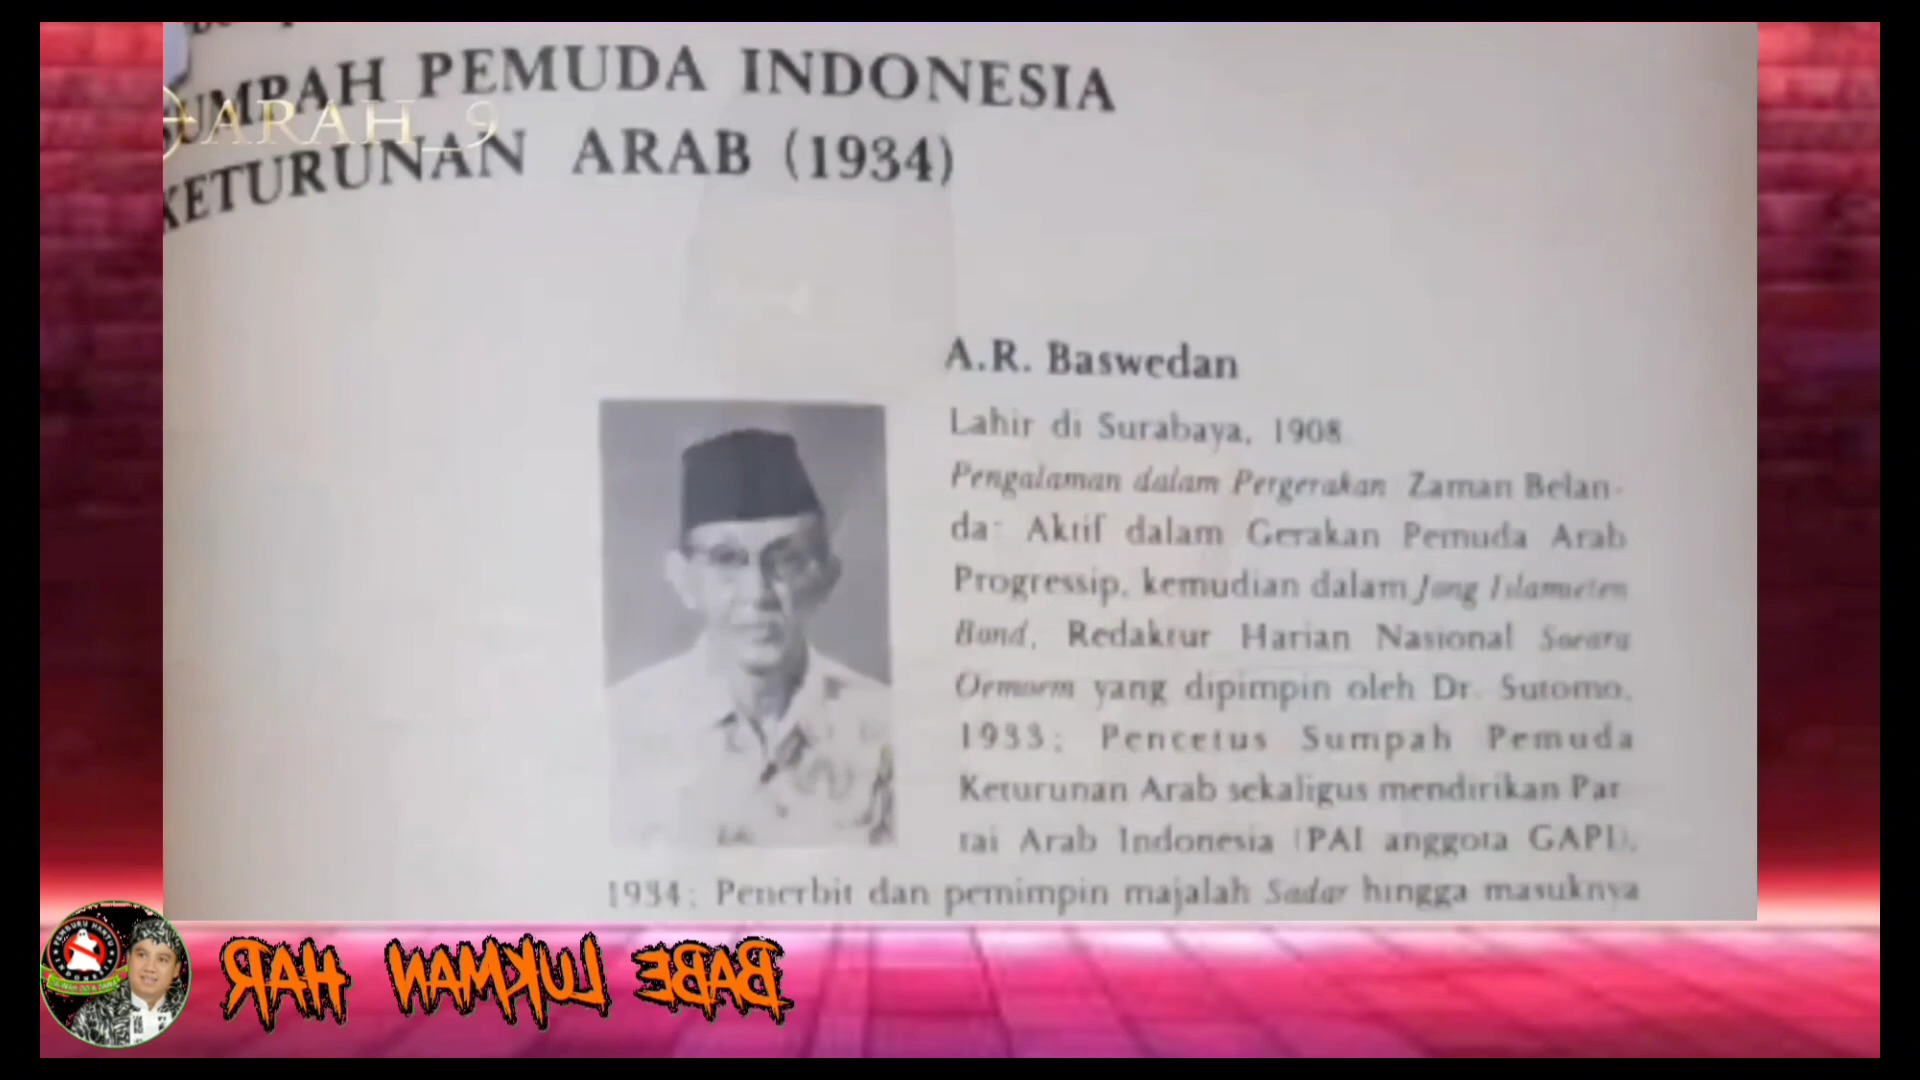 SUMPAH PEMUDA INDONESIA
KETURUNAN ARAB (1934)
ARAH_9
A.R. Baswedan
Lahir di Surabaya, 1908
Pengalaman dalam Pergerakan Zaman Belan-
da: Aktif dalam Gerakan Pemuda Arab
Progressip, kemudian dalam Jong Islamieten
Bond, Redaktur Harian Nasional Soeara
Oemoem yang dipimpin oleh Dr. Sutomo,
1933; Pencetus Sumpah Pemuda
Keturunan Arab sekaligus mendirikan Par
tai Arab Indonesia (PAI anggota GAPI),
1934; Penerbit dan pemimpin majalah Sadar hingga masuknya
BABE LUKMAN HAR